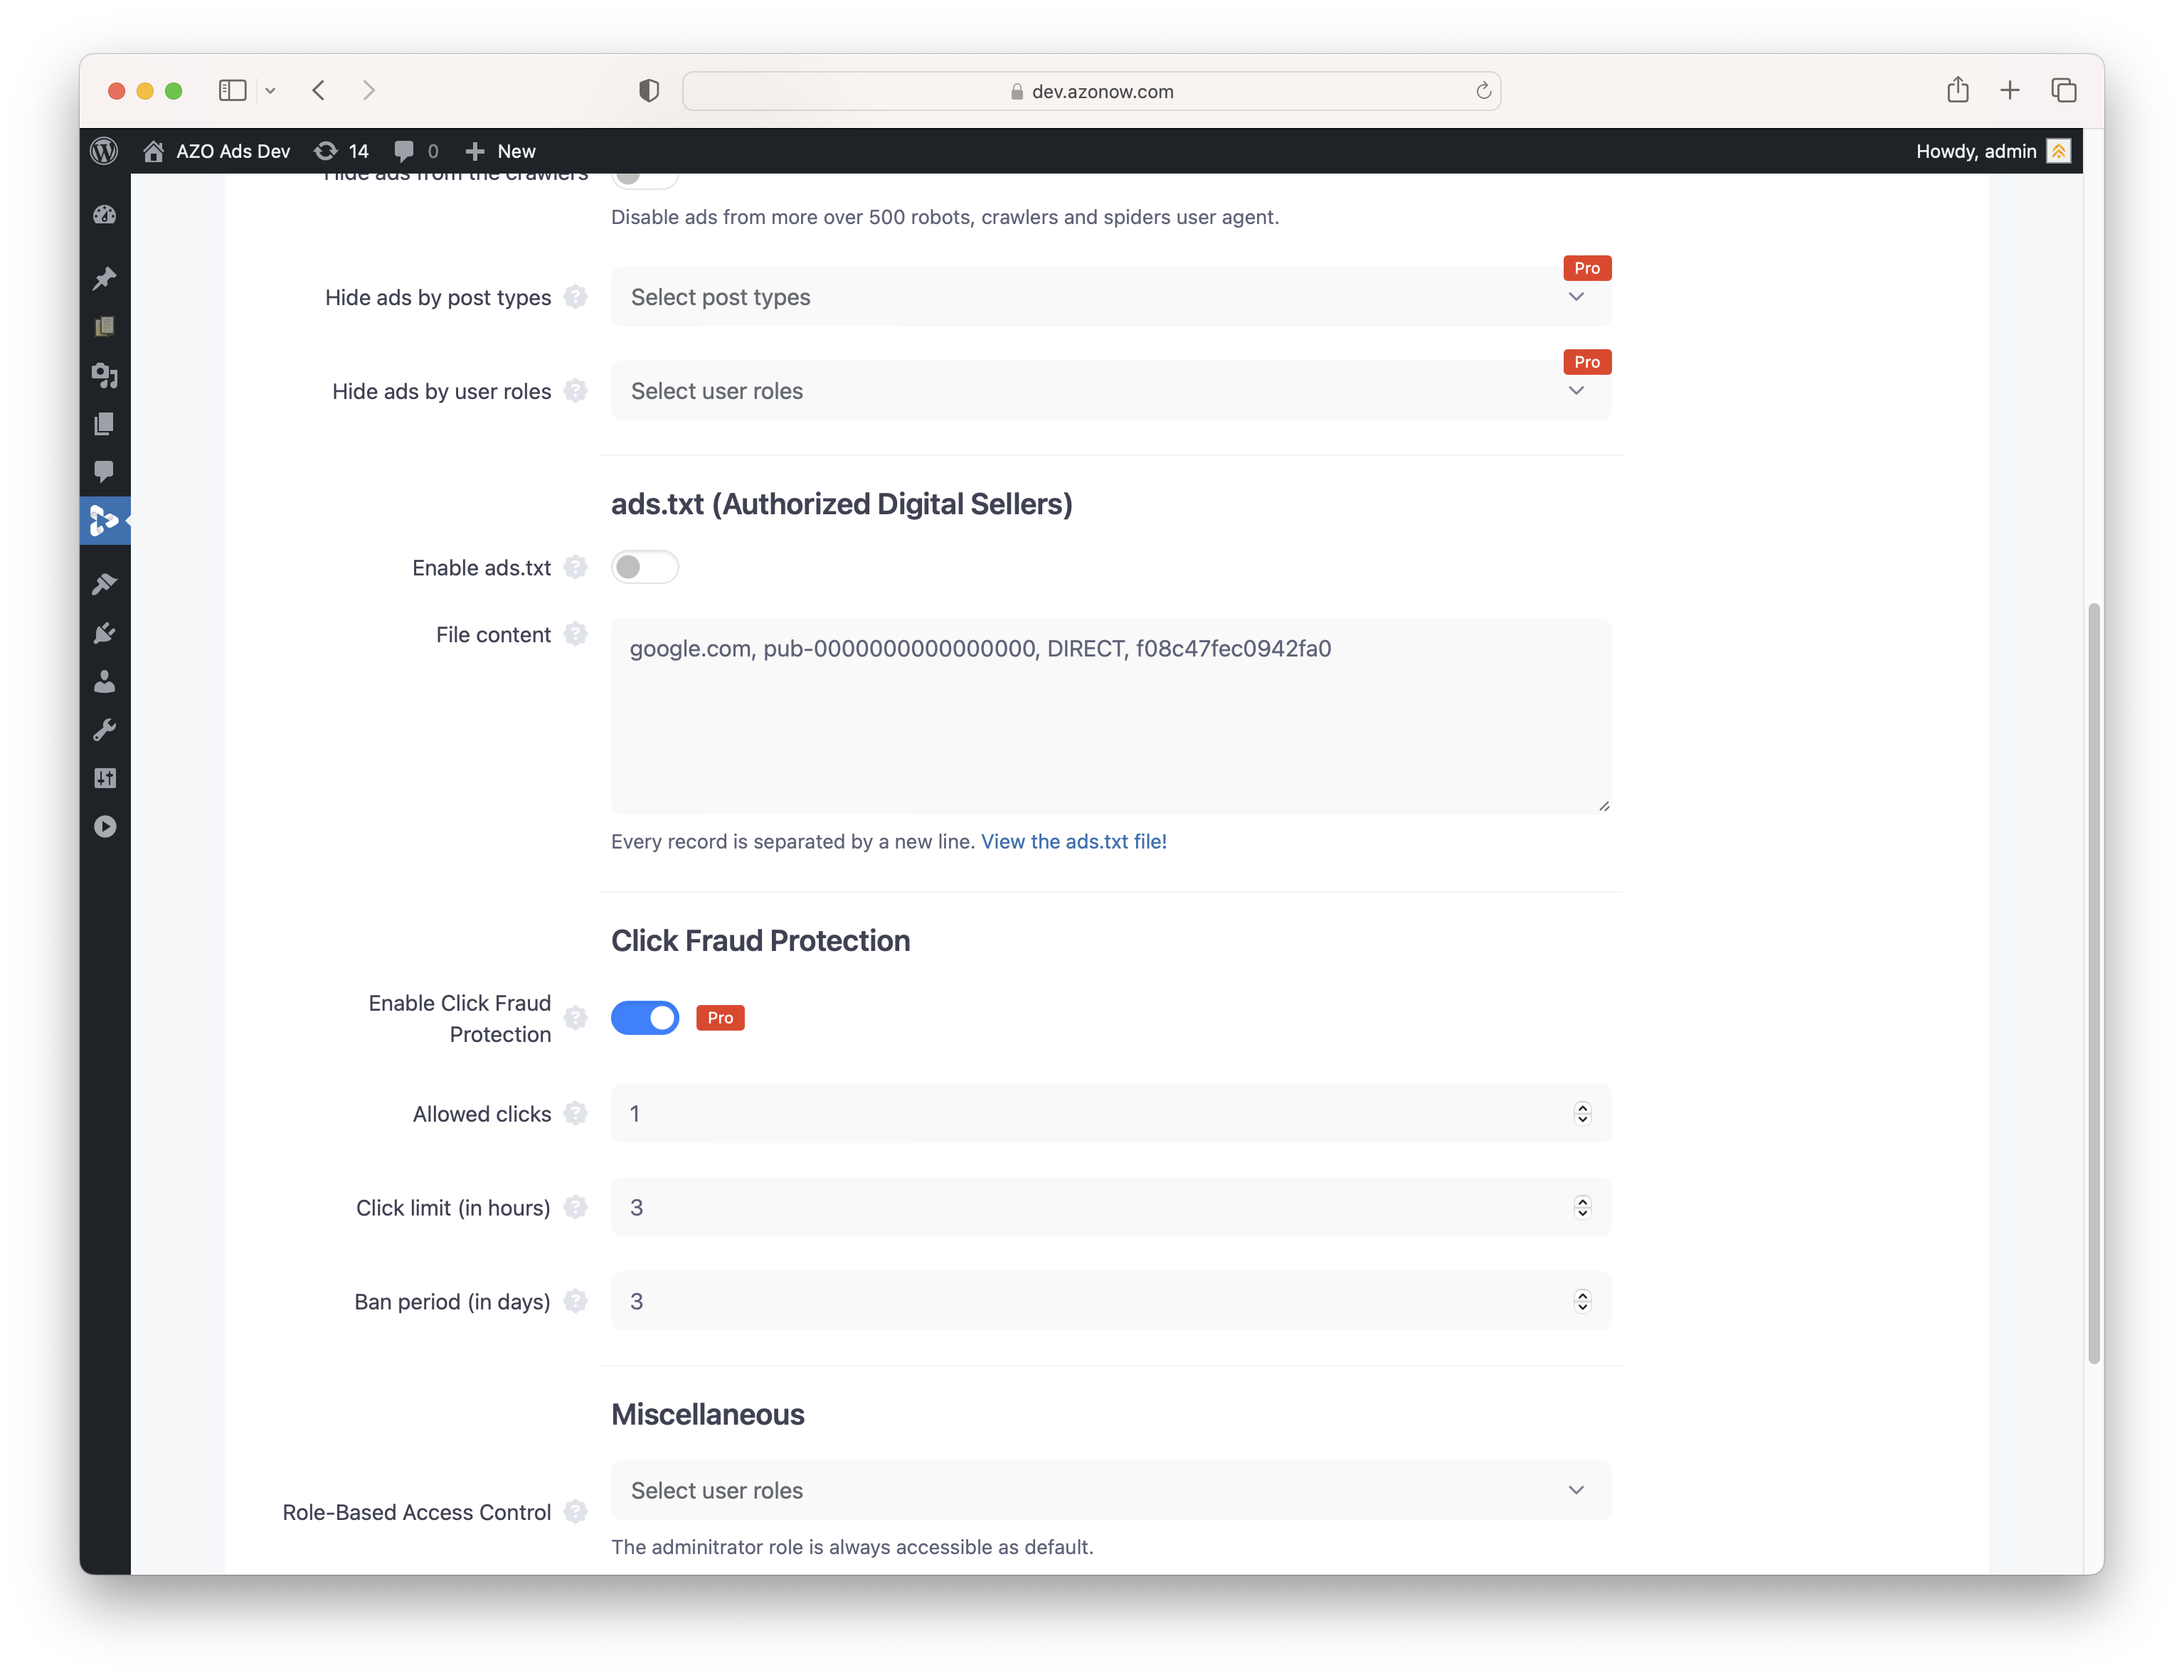 dev.azonow.com
AZO Ads Dev 14 0 New Howdy, admin
Hide ads from the crawlers
Disable ads from more over 500 robots, crawlers and spiders user agent.
Pro
Hide ads by post types ? Select post types
Pro
Hide ads by user roles ? Select user roles
ads.txt (Authorized Digital Sellers)
Enable ads.txt ?
File content ? google.com, pub-0000000000000000, DIRECT, f08c47fec0942fa0
Every record is separated by a new line. View the ads.txt file!
Click Fraud Protection
Enable Click Fraud
Protection ? Pro
Allowed clicks ? 1
Click limit (in hours) ? 3
Ban period (in days) ? 3
Miscellaneous
Select user roles
Role-Based Access Control ?
The adminitrator role is always accessible as default.